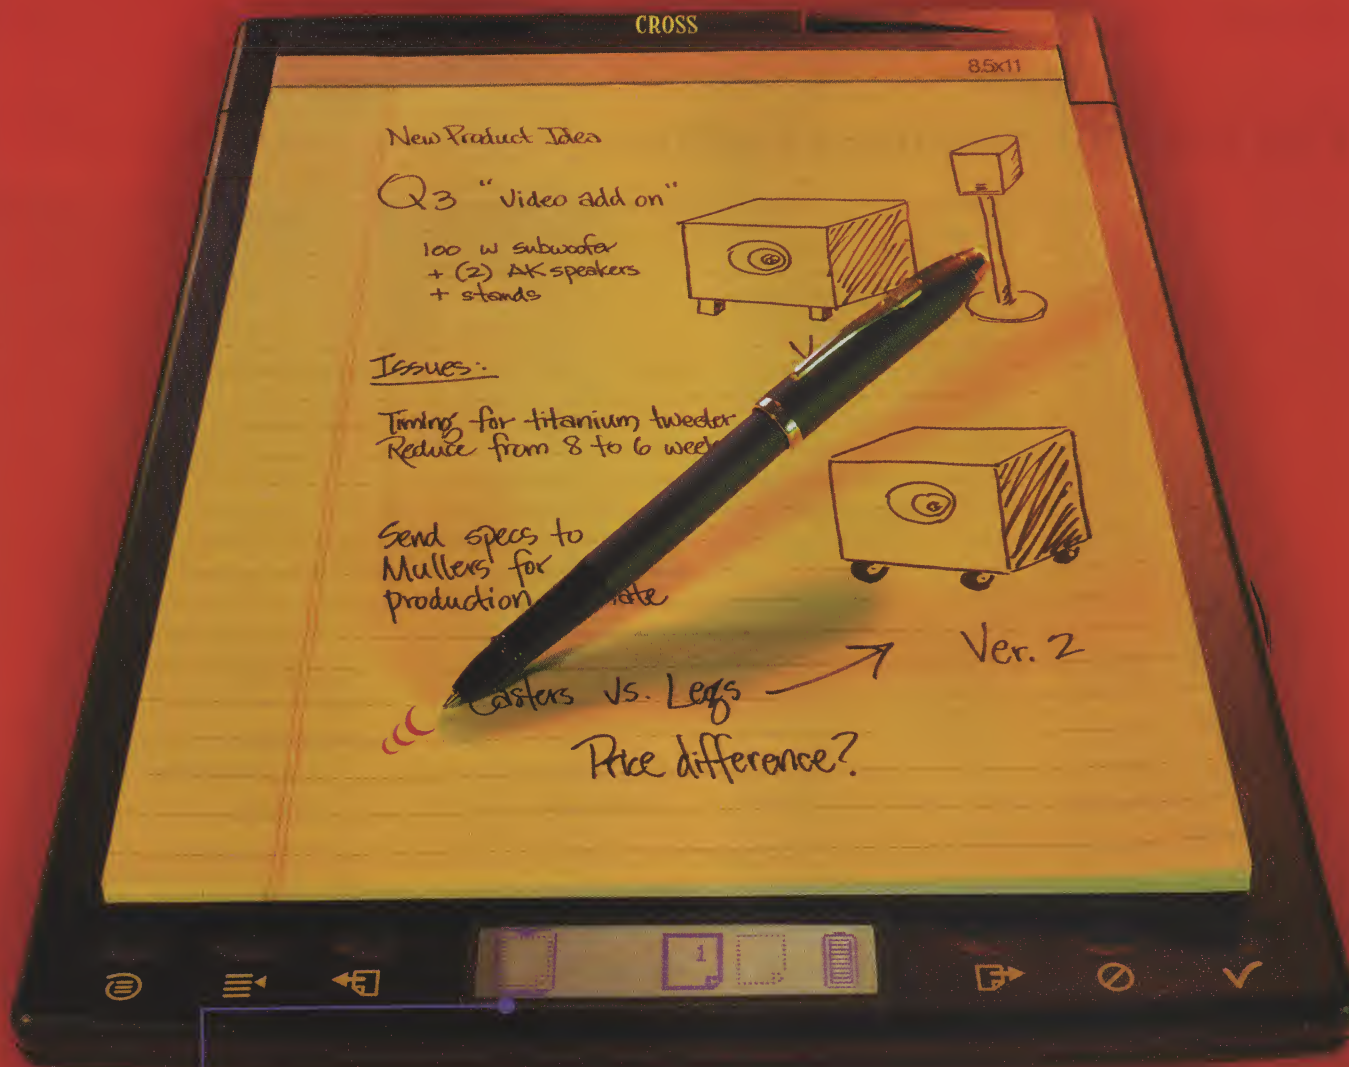 CROSS
8.5x11
New Product Idea
Q3 "Video add on"
100 w subwoofer
+ (2) AK speakers
+ stands
Issues:
Timing for titanium tweeter
Reduce from 8 to 6
Send specs to
Mullers for
production
Casters vs. Legs
Ver. 2
Price difference?
1